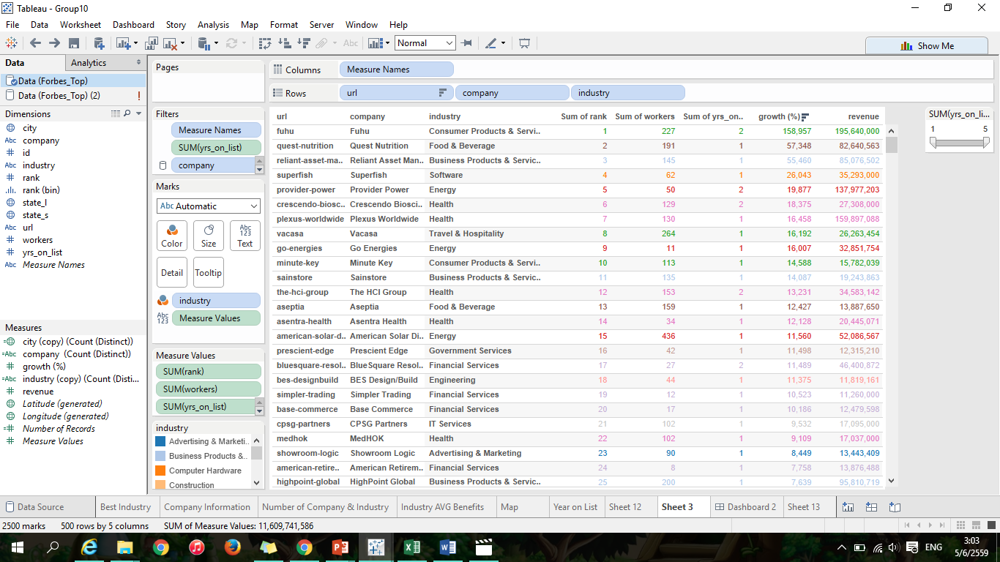 Tableau - Group10
File Data Worksheet Dashboard Story Analysis Map Format Server Window Help
Abc Normal Show Me
Data Analytics
Data (Forbes_Top)
Data (Forbes_Top) (2) !
Dimensions
city
Abc company
# id
Abc industry
# rank
rank (bin)
state_l
state_s
Abc url
# workers
# yrs_on_list
Abc Measure Names
Measures
city (copy) (Count (Distinct))
=Abc company (Count (Distinct))
# growth (%)
=Abc industry (copy) (Count (Disti...
# revenue
Latitude (generated)
Longitude (generated)
=# Number of Records
# Measure Values
Pages
Filters
Measure Names
SUM(yrs_on_list)
company
Marks
Abc Automatic
Color Size Abc 123 Text
Detail Tooltip
industry
Abc 123 Measure Values
Measure Values
SUM(rank)
SUM(workers)
SUM(yrs_on_list)
industry
Advertising & Marketi..
Business Products &..
Computer Hardware
Construction
Columns Measure Names
Rows url company industry
url company industry Sum of rank Sum of workers Sum of yrs_on.. growth (%) revenue
fuhu Fuhu Consumer Products & Servi.. 1 227 2 158,957 195,640,000
quest-nutrition Quest Nutrition Food & Beverage 2 191 1 57,348 82,640,563
reliant-asset-ma.. Reliant Asset Man.. Business Products & Servic.. 3 145 1 55,460 85,076,502
superfish Superfish Software 4 62 1 26,043 35,293,000
provider-power Provider Power Energy 5 50 2 19,877 137,977,203
crescendo-biosc.. Crescendo Biosci.. Health 6 129 2 18,375 27,308,000
plexus-worldwide Plexus Worldwide Health 7 130 1 16,458 159,897,088
vacasa Vacasa Travel & Hospitality 8 264 1 16,192 26,263,454
go-energies Go Energies Energy 9 11 1 16,007 32,851,754
minute-key Minute Key Consumer Products & Servi.. 10 113 1 14,588 15,782,039
sainstore Sainstore Business Products & Servic.. 11 135 1 14,087 19,243,863
the-hci-group The HCI Group Health 12 153 2 13,231 34,583,142
aseptia Aseptia Food & Beverage 13 159 1 12,427 13,887,650
asentra-health Asentra Health Health 14 34 1 12,128 20,445,071
american-solar-d.. American Solar Di.. Energy 15 436 1 11,560 52,086,567
prescient-edge Prescient Edge Government Services 16 42 1 11,498 12,315,210
bluesquare-resol.. BlueSquare Resol.. Financial Services 17 27 2 11,489 46,400,872
bes-designbuild BES Design/Build Engineering 18 44 1 11,375 11,819,161
simpler-trading Simpler Trading Financial Services 19 12 1 10,523 11,260,000
base-commerce Base Commerce Financial Services 20 17 1 10,186 12,479,598
cpsg-partners CPSG Partners IT Services 21 102 1 9,532 17,095,000
medhok MedHOK Health 22 102 1 9,109 17,037,000
showroom-logic Showroom Logic Advertising & Marketing 23 90 1 8,449 13,443,409
american-retire.. American Retirem.. Financial Services 24 8 1 7,758 13,876,488
highpoint-global HighPoint Global Business Products & Servic.. 25 200 1 7,639 95,810,719
SUM(yrs_on_li...
1 5
Data Source Best Industry Company Information Number of Company & Industry Industry AVG Benefits Map Year on List Sheet 12 Sheet 3 Dashboard 2 Sheet 13
2500 marks 500 rows by 5 columns SUM of Measure Values: 11,609,741,586
ENG 3:03
5/6/2559